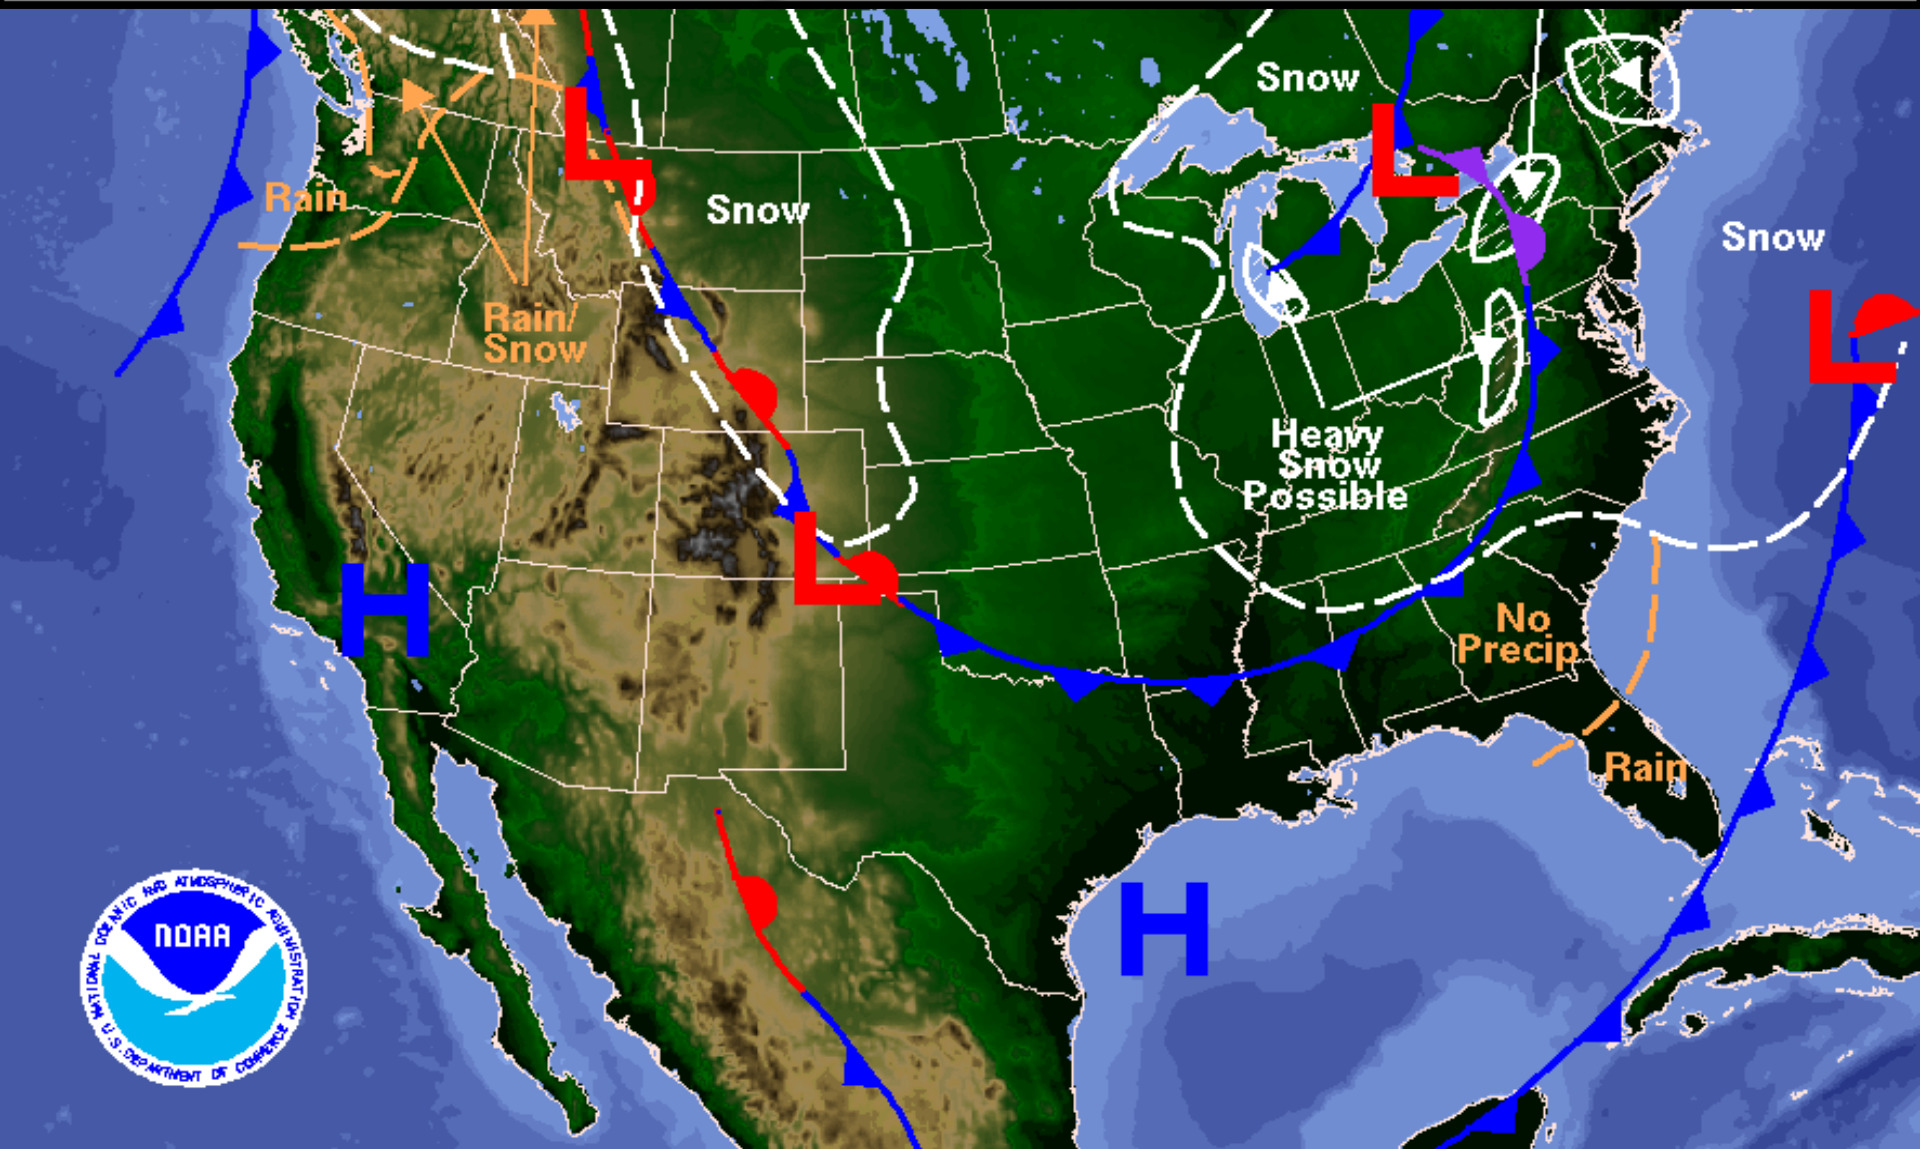 Snow
Rain
Snow
Snow
Rain/
Snow
Heavy
Snow
Possible
No
Precip
Rain
L
L
L
L
H
H
NOAA
NATIONAL OCEANIC AND ATMOSPHERIC ADMINISTRATION
U.S. DEPARTMENT OF COMMERCE